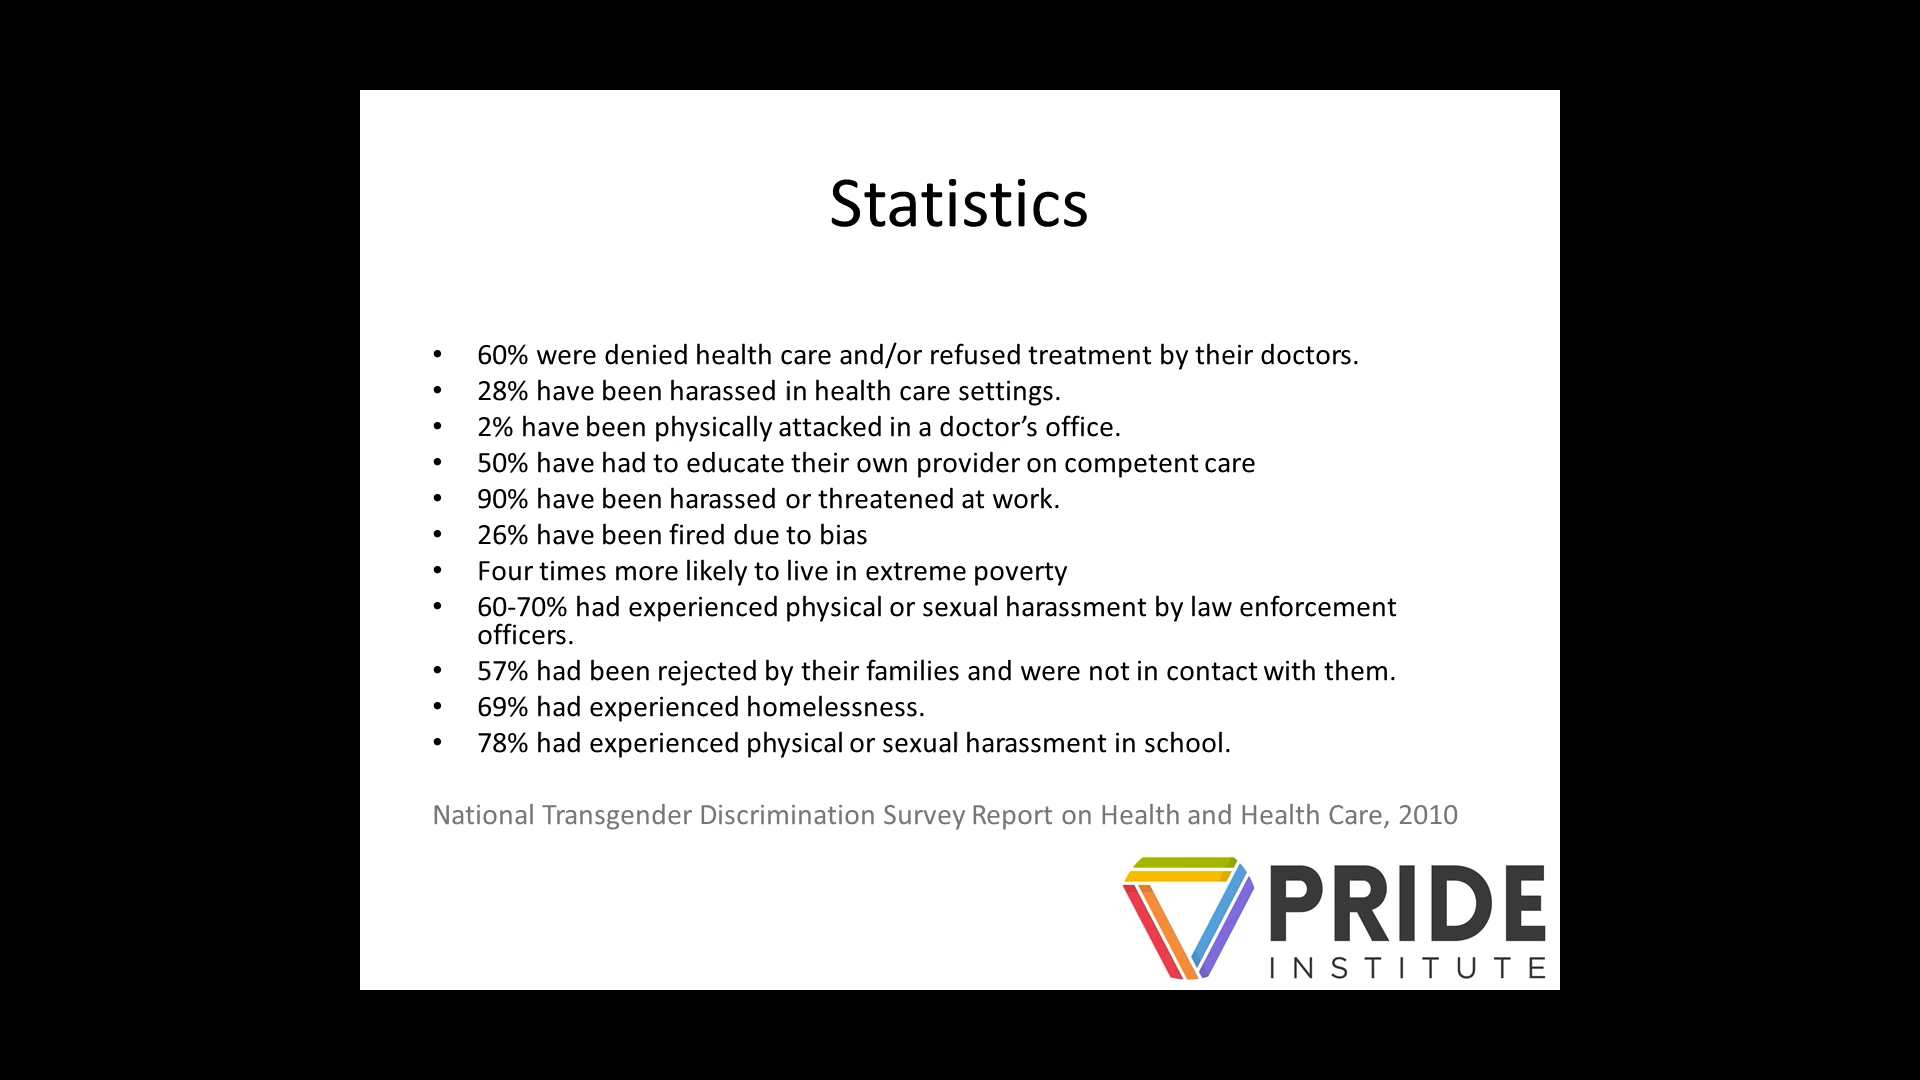 Statistics
• 60% were denied health care and/or refused treatment by their doctors.
• 28% have been harassed in health care settings.
• 2% have been physically attacked in a doctor’s office.
• 50% have had to educate their own provider on competent care
• 90% have been harassed or threatened at work.
• 26% have been fired due to bias
• Four times more likely to live in extreme poverty
• 60-70% had experienced physical or sexual harassment by law enforcement
officers.
• 57% had been rejected by their families and were not in contact with them.
• 69% had experienced homelessness.
• 78% had experienced physical or sexual harassment in school.
National Transgender Discrimination Survey Report on Health and Health Care, 2010
PRIDE
INSTITUTE